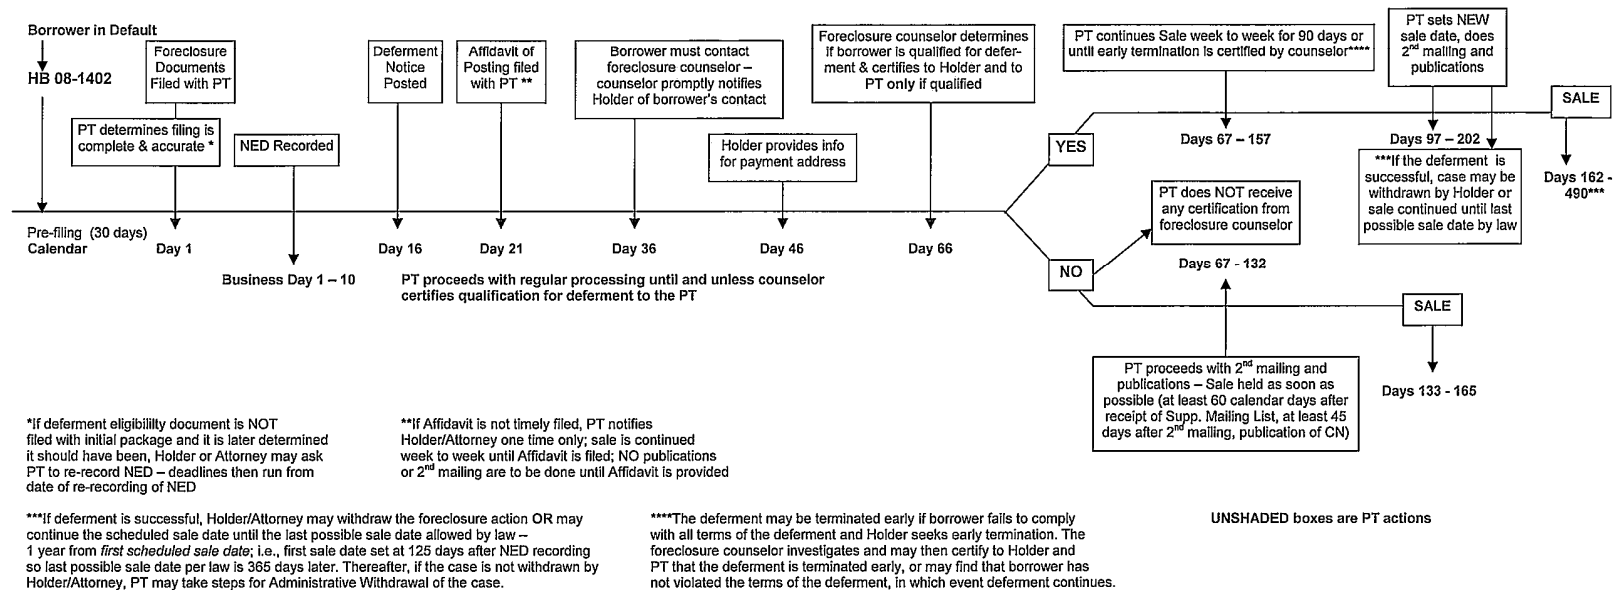 Borrower in Default
HB 08-1402
Foreclosure
Documents
Filed with PT
PT determines filing is
complete & accurate *
NED Recorded
Deferment
Notice
Posted
Affidavit of
Posting filed
with PT **
Borrower must contact
foreclosure counselor –
counselor promptly notifies
Holder of borrower's contact
Holder provides info
for payment address
Foreclosure counselor determines
if borrower is qualified for defer-
ment & certifies to Holder and to
PT only if qualified
PT continues Sale week to week for 90 days or
until early termination is certified by counselor****
PT sets NEW
sale date, does
2nd mailing and
publications
SALE
YES
Days 67 – 157
Days 97 – 202
***If the deferment is
successful, case may be
withdrawn by Holder or
sale continued until last
possible sale date by law
Days 162 -
490***
PT does NOT receive
any certification from
foreclosure counselor
Pre-filing (30 days)
Calendar
Day 1
Business Day 1 – 10
Day 16
Day 21
Day 36
Day 46
Day 66
PT proceeds with regular processing until and unless counselor
certifies qualification for deferment to the PT
NO
Days 67 - 132
SALE
Days 133 - 165
PT proceeds with 2nd mailing and
publications – Sale held as soon as
possible (at least 60 calendar days after
receipt of Supp. Mailing List, at least 45
days after 2nd mailing, publication of CN)
*If deferment eligibililty document is NOT
filed with initial package and it is later determined
it should have been, Holder or Attorney may ask
PT to re-record NED – deadlines then run from
date of re-recording of NED
**If Affidavit is not timely filed, PT notifies
Holder/Attorney one time only; sale is continued
week to week until Affidavit is filed; NO publications
or 2nd mailing are to be done until Affidavit is provided
***If deferment is successful, Holder/Attorney may withdraw the foreclosure action OR may
continue the scheduled sale date until the last possible sale date allowed by law –
1 year from first scheduled sale date; i.e., first sale date set at 125 days after NED recording
so last possible sale date per law is 365 days later. Thereafter, if the case is not withdrawn by
Holder/Attorney, PT may take steps for Administrative Withdrawal of the case.
****The deferment may be terminated early if borrower fails to comply
with all terms of the deferment and Holder seeks early termination. The
foreclosure counselor investigates and may then certify to Holder and
PT that the deferment is terminated early, or may find that borrower has
not violated the terms of the deferment, in which event deferment continues.
UNSHADED boxes are PT actions